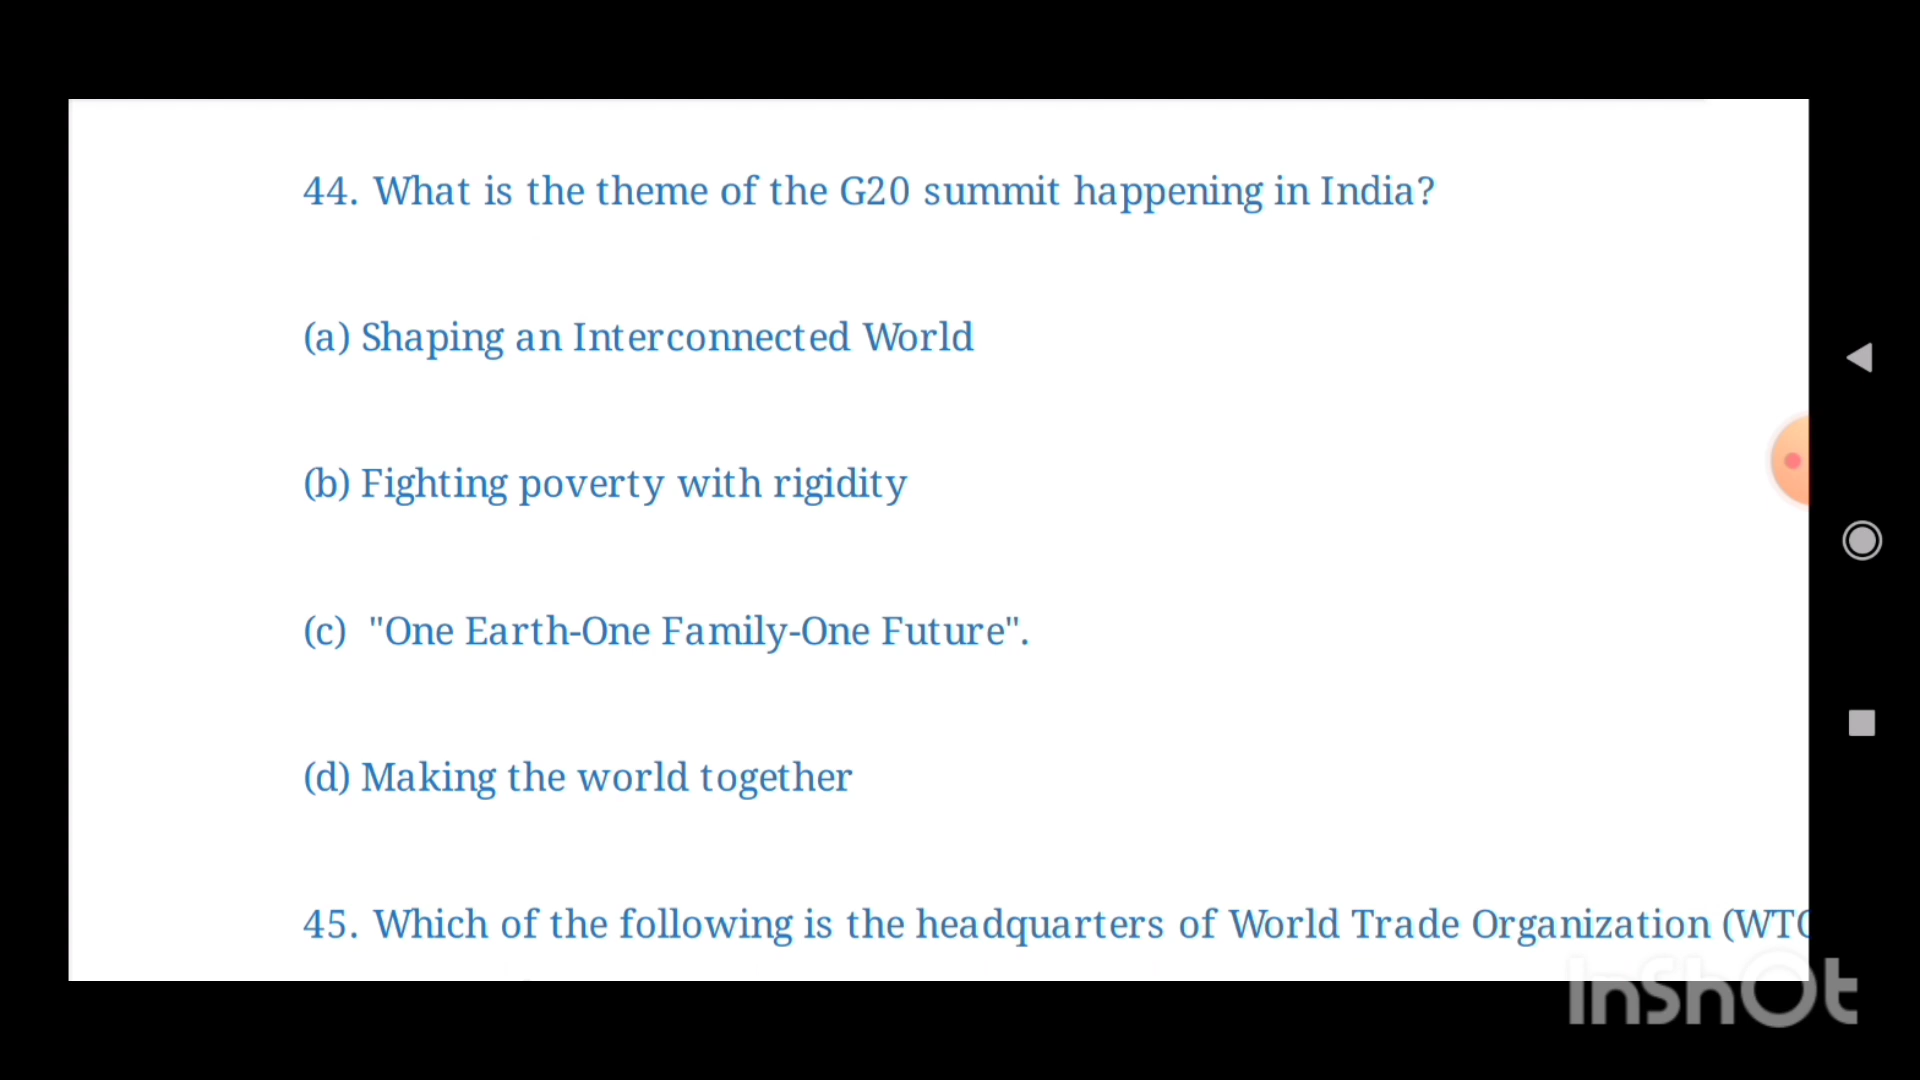 44. What is the theme of the G20 summit happening in India?
(a) Shaping an Interconnected World
(b) Fighting poverty with rigidity
(c) "One Earth-One Family-One Future".
(d) Making the world together
45. Which of the following is the headquarters of World Trade Organization (WTO
InShOt